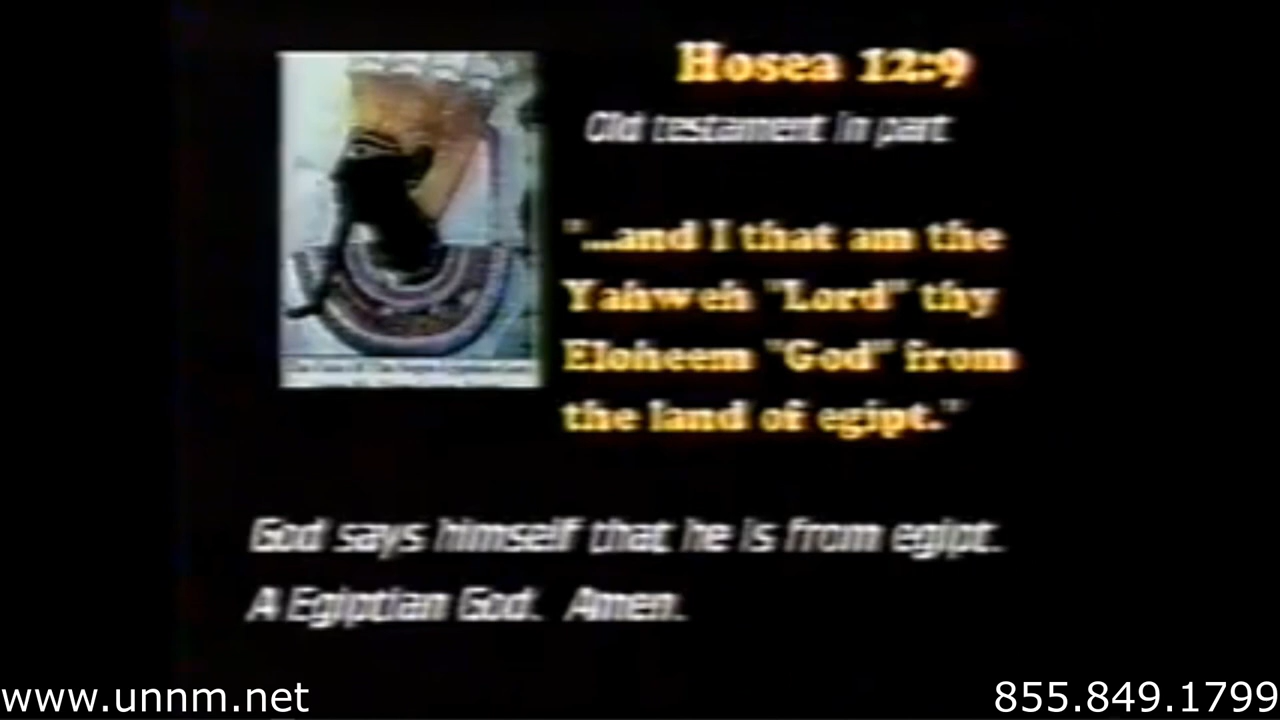 Hosea 12:9
Old testament in part
"...and I that am the
Yahweh "Lord" thy
Eloheem "God" from
the land of egipt."
God says himself that he is from egipt.
A Egiptian God. Amen.
www.unnm.net
855.849.1799